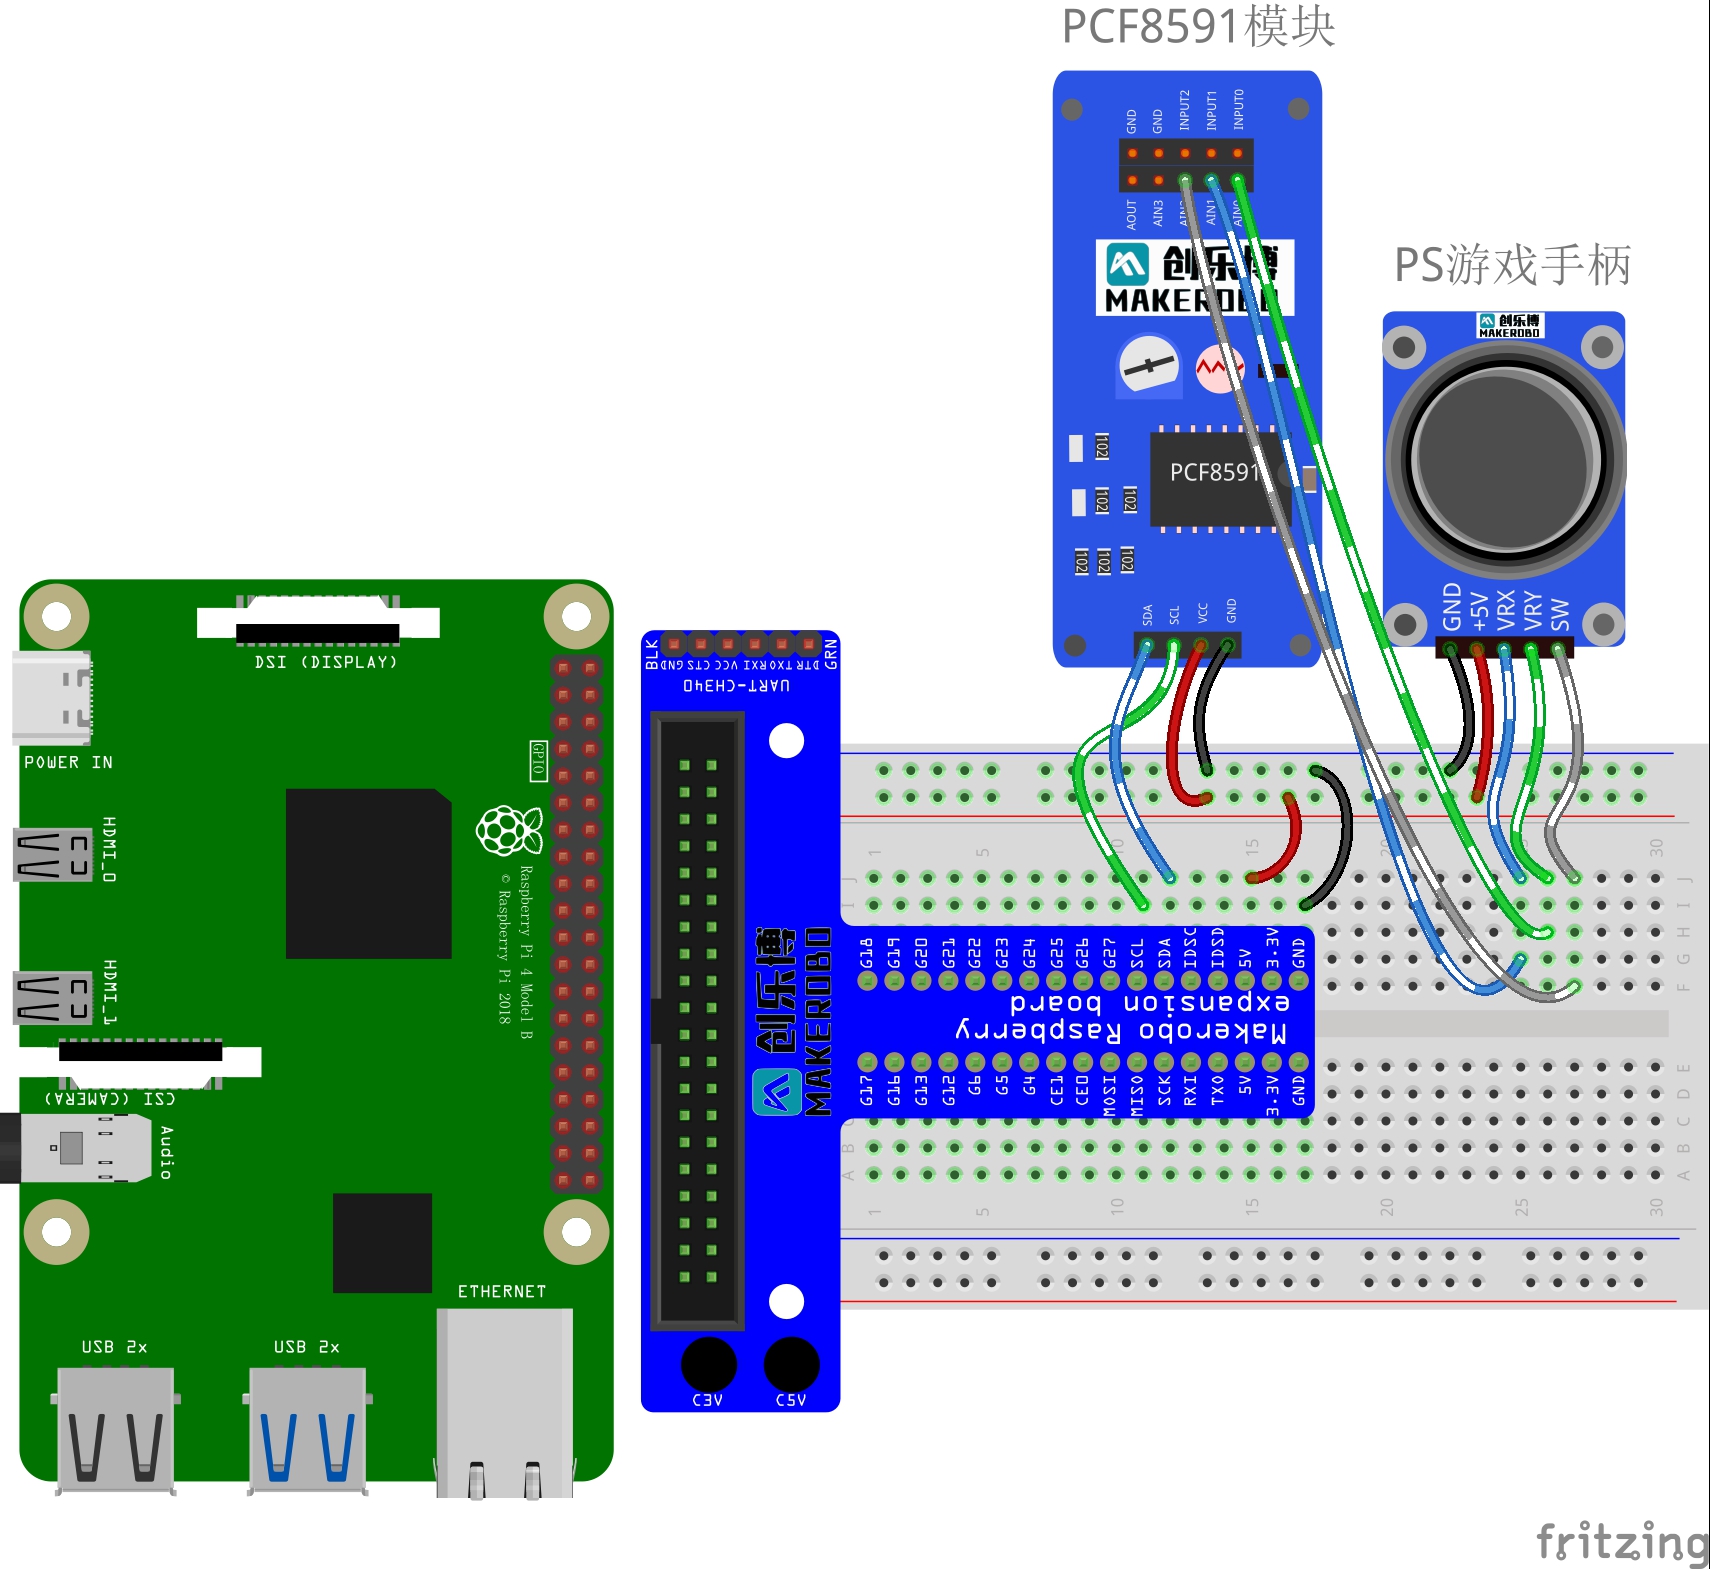 PCF8591模块
GND
GND
INPUT2
INPUT1
INPUT0
AOUT
AIN3
AIN1
AIN0
创乐博
MAKEROBO
PCF8591
102
102
102
102
102
102
SDA
SCL
VCC
GND
PS游戏手柄
创乐博
MAKEROBO
GND
+5V
VRX
VRY
SW
DSI (DISPLAY)
POWER IN
HDMI_0
HDMI_1
GPIO
Raspberry Pi 4 Model B
© Raspberry Pi 2018
CSI (CAMERA)
Audio
ETHERNET
USB 2x
USB 2x
BLK
GRN
GND CTS VCC RXI TXO DTR
UART-CH340
创乐博
MAKEROBO
C3V
C5V
1
5
10
15
20
25
30
J
I
H
G
F
J
I
G18
G19
G20
G21
G22
G23
G24
G25
G26
G27
SCL
SDA
IDSC
IDSD
5V
3.3V
GND
Makerobo Raspberry
expansion board
G17
G16
G13
G12
G6
G5
G4
CE1
CE0
MOSI
MISO
SCK
RXI
TXO
5V
3.3V
GND
E
D
C
B
A
C
B
A
1
5
10
15
20
25
30
fritzing